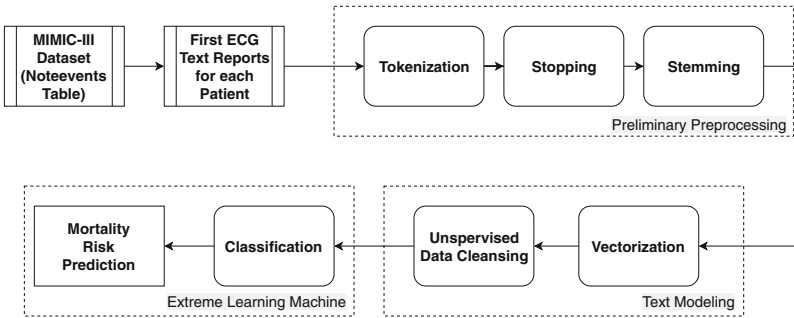 MIMIC-III
Dataset
(Noteevents
Table)
First ECG
Text Reports
for each
Patient
Tokenization
Stopping
Stemming
Preliminary Preprocessing
Mortality
Risk
Prediction
Classification
Extreme Learning Machine
Unspervised
Data Cleansing
Vectorization
Text Modeling